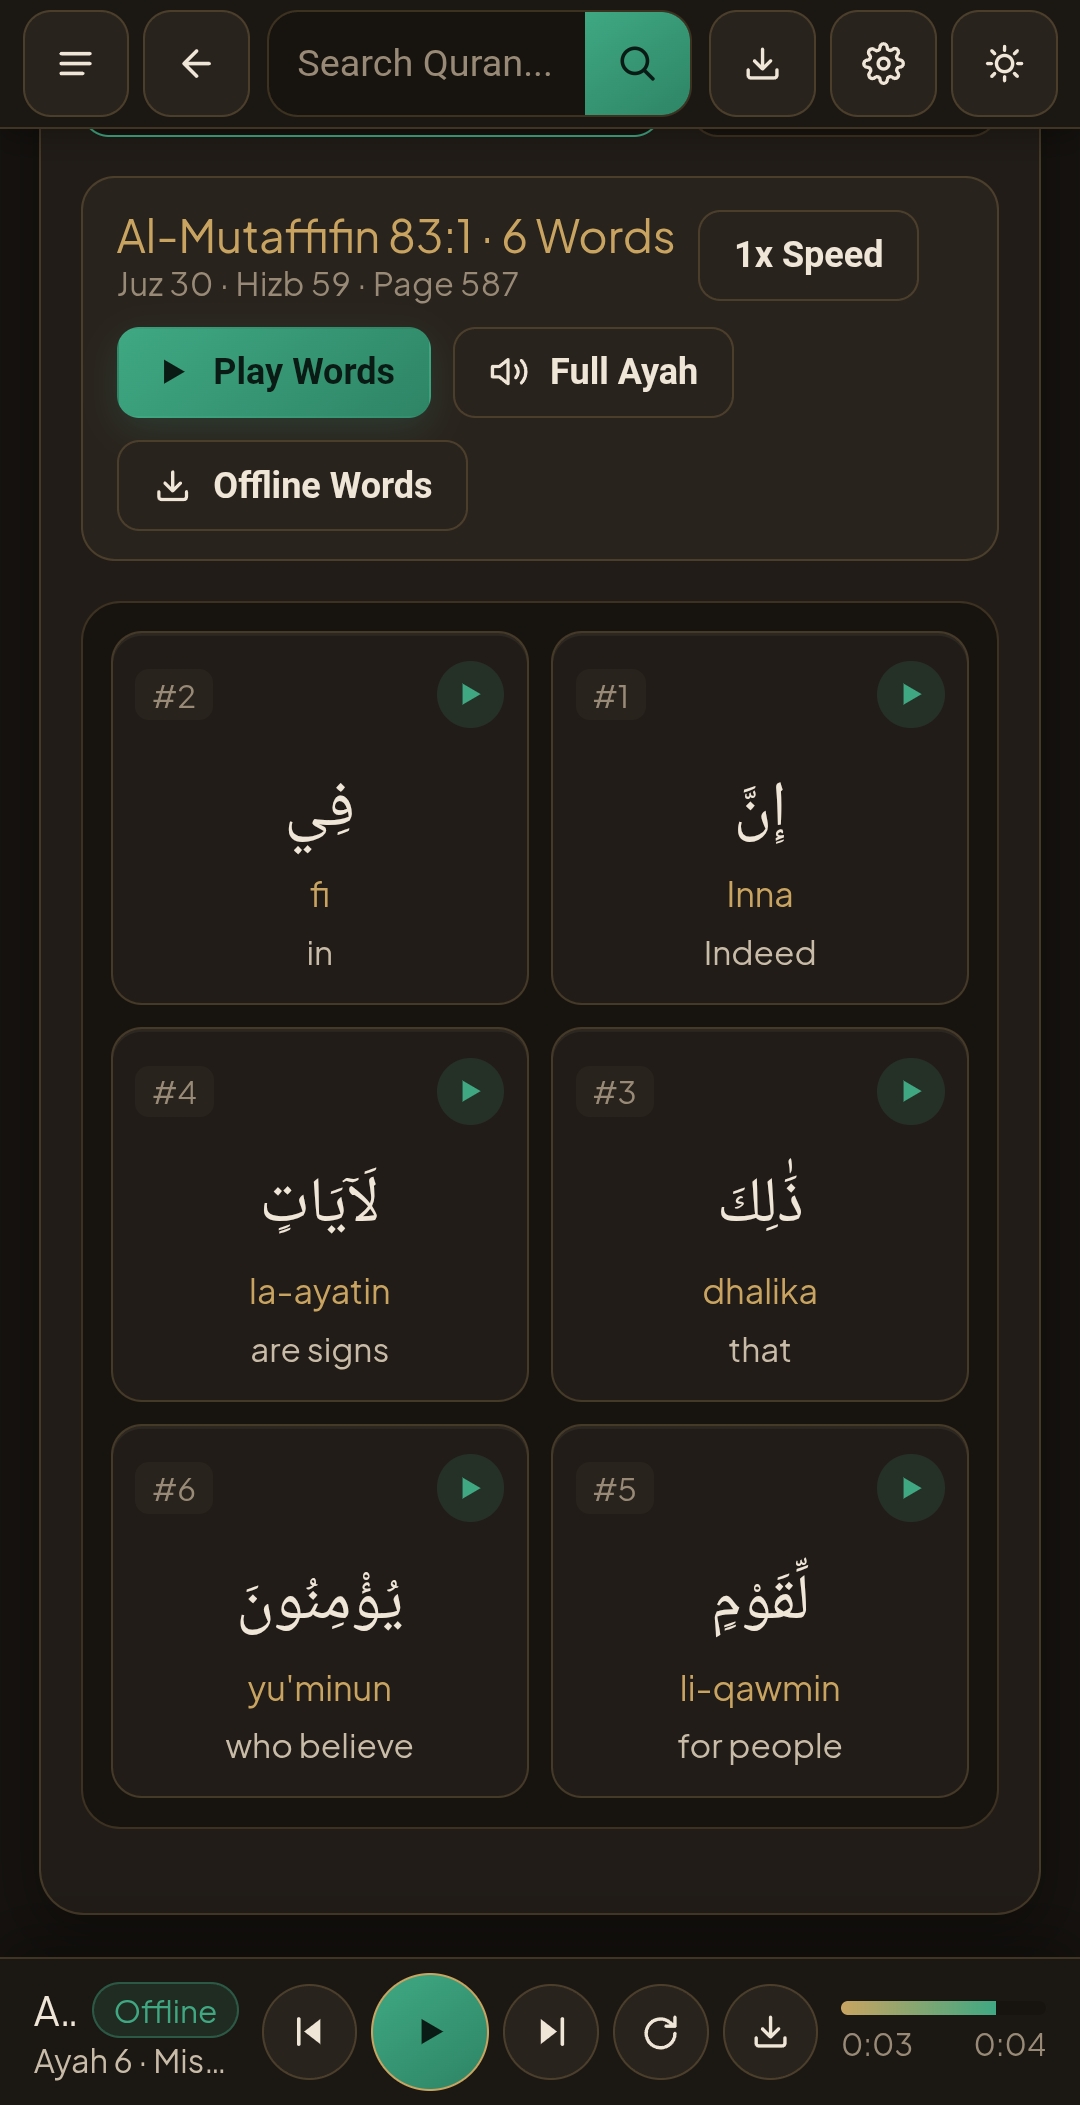 Search Quran...
Al-Mutaffifin 83:1 · 6 Words
Juz 30 · Hizb 59 · Page 587
1x Speed
Play Words
Full Ayah
Offline Words
#1
إنَّ
Inna
Indeed
#2
فِي
fi
in
#3
ذَٰلِكَ
dhalika
that
#4
لَآيَاتٍ
la-ayatin
are signs
#5
لِّقَوْمٍ
li-qawmin
for people
#6
يُؤْمِنُونَ
yu'minun
who believe
A.. Offline
Ayah 6 · Mis...
0:03 0:04